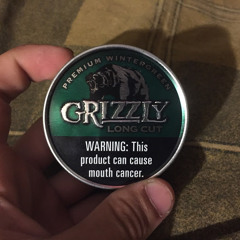 PREMIUM WINTERGREEN
GRIZZLY
LONG CUT
WARNING: This
product can cause
mouth cancer.